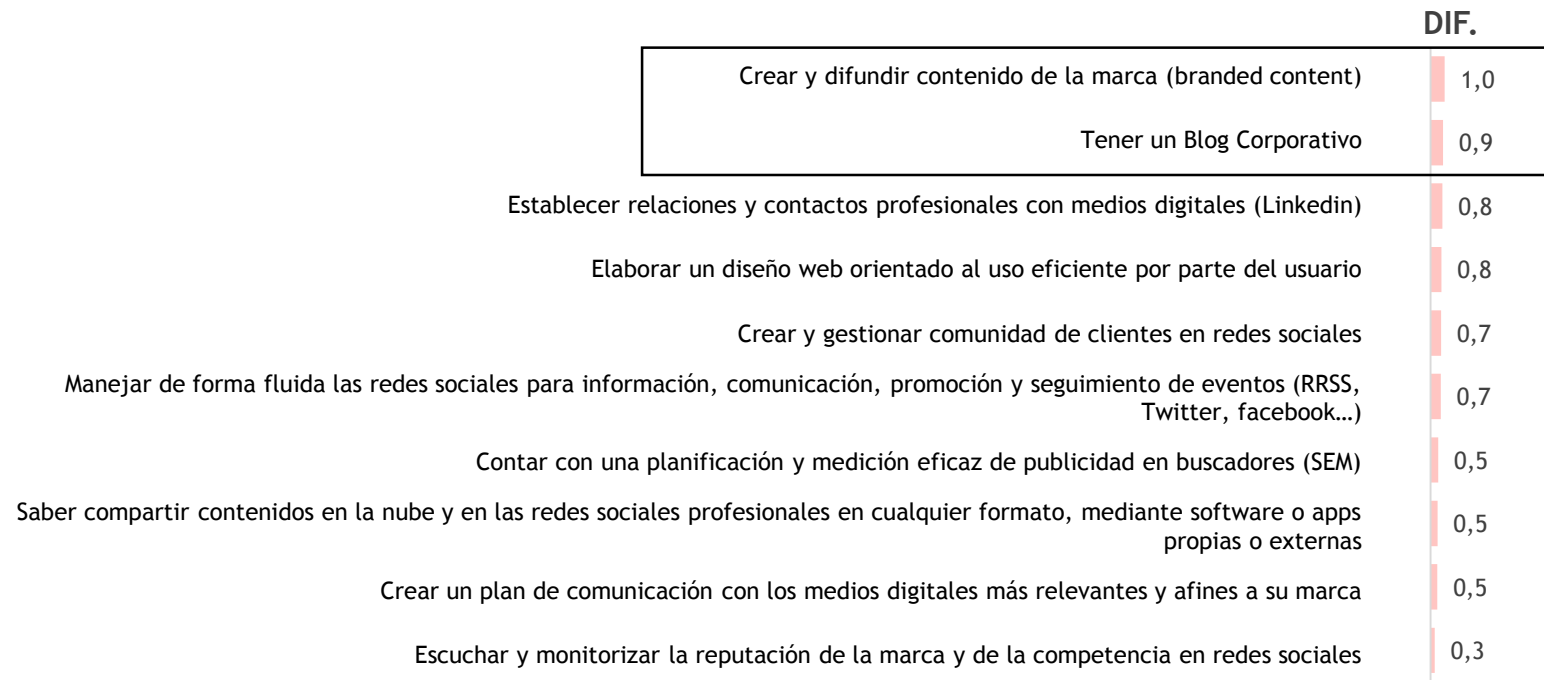 DIF.
Crear y difundir contenido de la marca (branded content) 1,0
Tener un Blog Corporativo 0,9
Establecer relaciones y contactos profesionales con medios digitales (Linkedin) 0,8
Elaborar un diseño web orientado al uso eficiente por parte del usuario 0,8
Crear y gestionar comunidad de clientes en redes sociales 0,7
Manejar de forma fluida las redes sociales para información, comunicación, promoción y seguimiento de eventos (RRSS,
Twitter, facebook…) 0,7
Contar con una planificación y medición eficaz de publicidad en buscadores (SEM) 0,5
Saber compartir contenidos en la nube y en las redes sociales profesionales en cualquier formato, mediante software o apps
propias o externas 0,5
Crear un plan de comunicación con los medios digitales más relevantes y afines a su marca 0,5
Escuchar y monitorizar la reputación de la marca y de la competencia en redes sociales 0,3